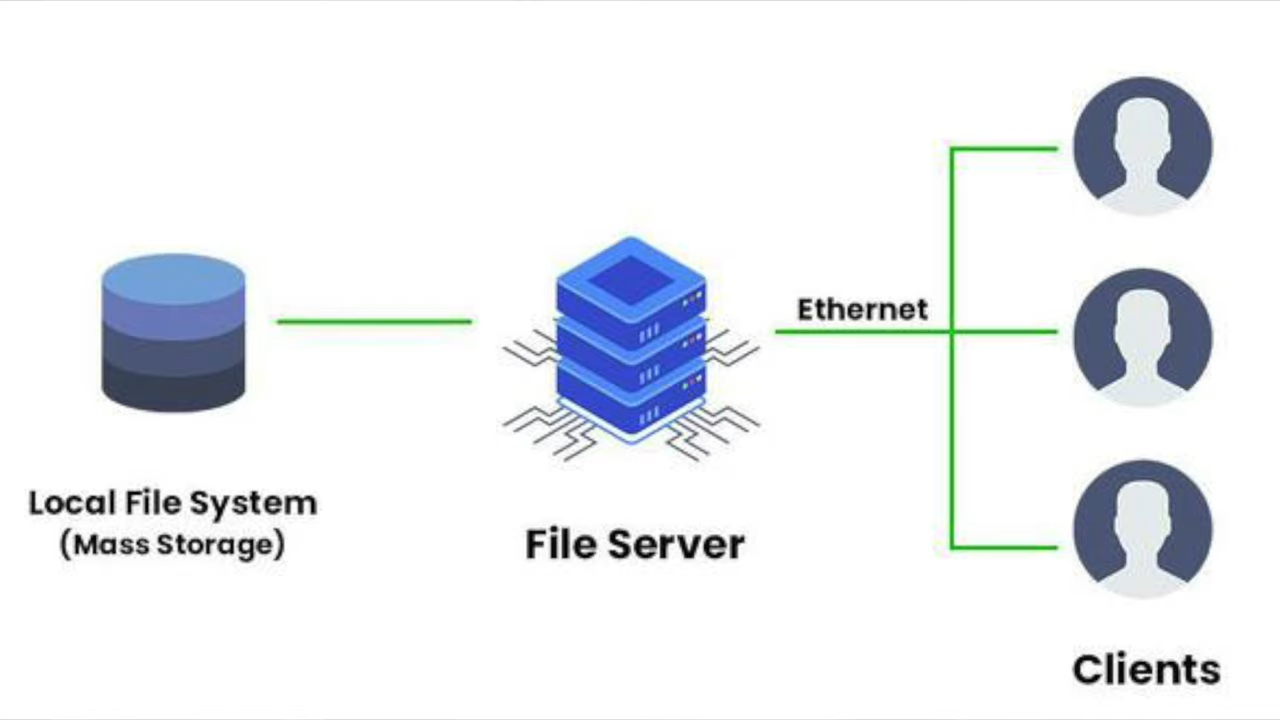 Local File System
(Mass Storage)
File Server
Ethernet
Clients